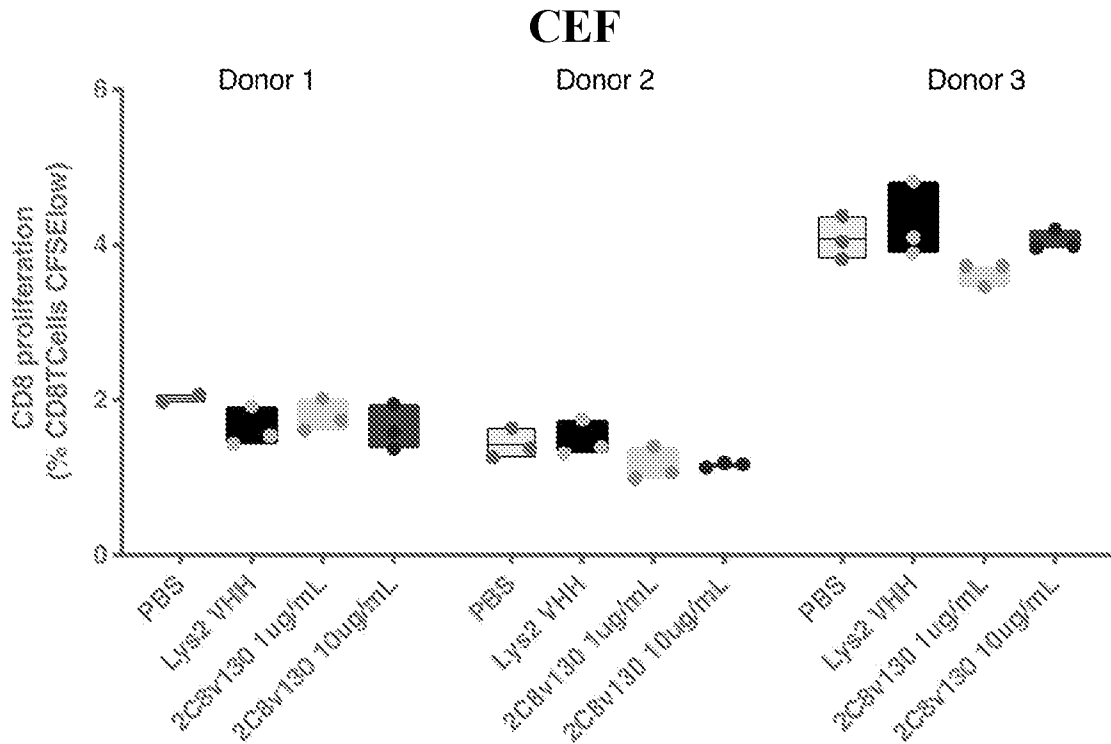 CEF
Donor 1
Donor 2
Donor 3
CD8 proliferation
(% CD8TCells CFSElow)
6
4
2
0
PBS
Lys2 VHH
2C8v130 1ug/mL
2C8v130 10ug/mL
PBS
Lys2 VHH
2C8v130 1ug/mL
2C8v130 10ug/mL
PBS
Lys2 VHH
2C8v130 1ug/mL
2C8v130 10ug/mL